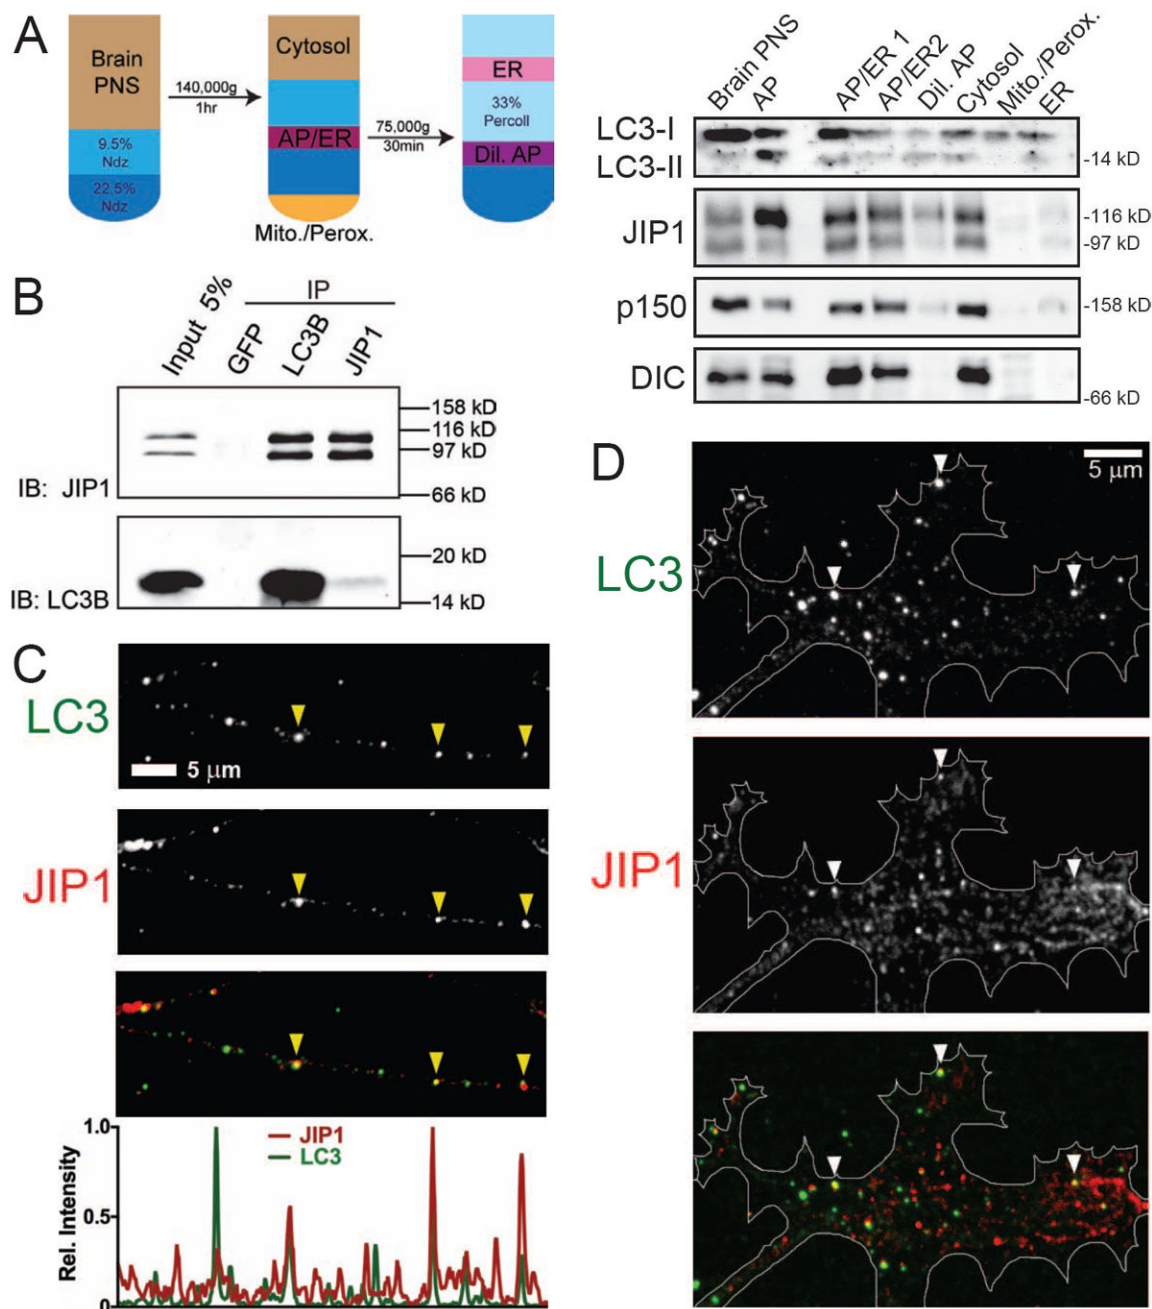 A
Brain
PNS
9.5%
Ndz
22.5%
Ndz
140,000g
1hr
Cytosol
AP/ER
Mito./Perox.
75,000g
30min
ER
33%
Percoll
Dil. AP
Brain PNS
AP
AP/ER 1
AP/ER2
Dil. AP
Cytosol
Mito./Perox.
ER
LC3-I
LC3-II
-14 kD
JIP1
-116 kD
-97 kD
p150
-158 kD
DIC
-66 kD
B
IP
Input 5%
GFP
LC3B
JIP1
158 kD
116 kD
97 kD
66 kD
IB: JIP1
20 kD
14 kD
IB: LC3B
C
LC3
5 µm
JIP1
1.0
0.5
0
Rel. Intensity
JIP1
LC3
D
5 µm
LC3
JIP1